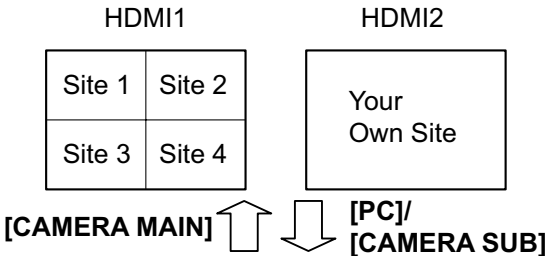 HDMI1 HDMI2
Site 1 Site 2
Site 3 Site 4
Your
Own Site
[CAMERA MAIN]
[PC]/
[CAMERA SUB]